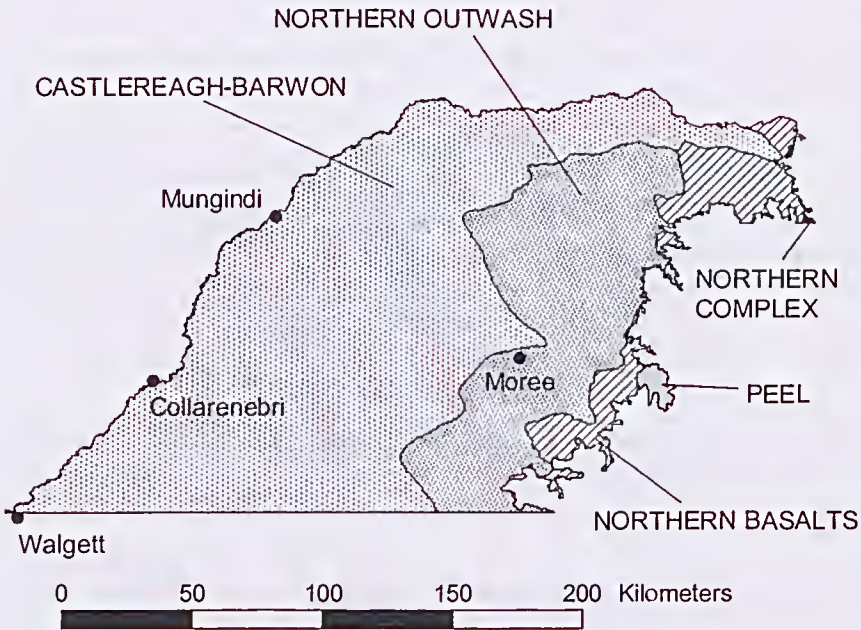 NORTHERN OUTWASH
CASTLEREAGH-BARWON
Mungindi
NORTHERN
COMPLEX
Moree
PEEL
Collarenebri
NORTHERN BASALTS
Walgett
0 50 100 150 200 Kilometers